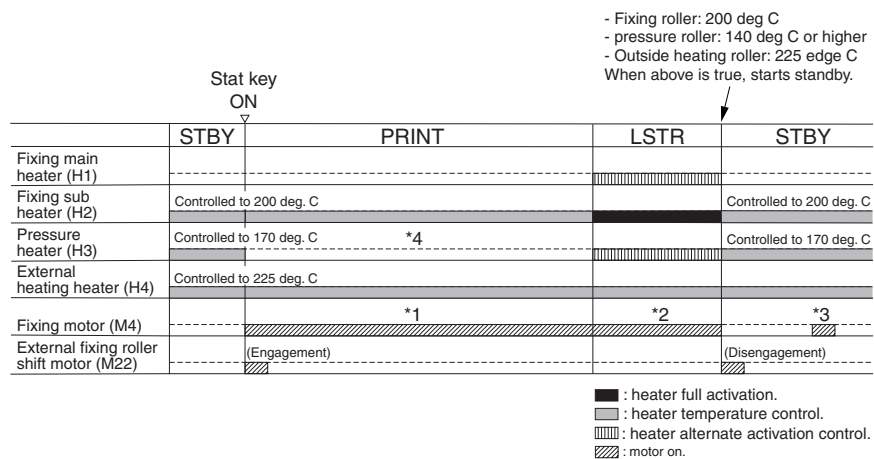 - Fixing roller: 200 deg C
- pressure roller: 140 deg C or higher
- Outside heating roller: 225 edge C
When above is true, starts standby.
Stat key
ON
STBY PRINT LSTR STBY
Fixing main
heater (H1)
Fixing sub
heater (H2)
Controlled to 200 deg. C
Controlled to 200 deg. C
Pressure
heater (H3)
Controlled to 170 deg. C
*4
Controlled to 170 deg. C
External
heating heater (H4)
Controlled to 225 deg. C
Fixing motor (M4)
*1
*2
*3
External fixing roller
shift motor (M22)
(Engagement)
(Disengagement)
: heater full activation.
: heater temperature control.
: heater alternate activation control.
: motor on.